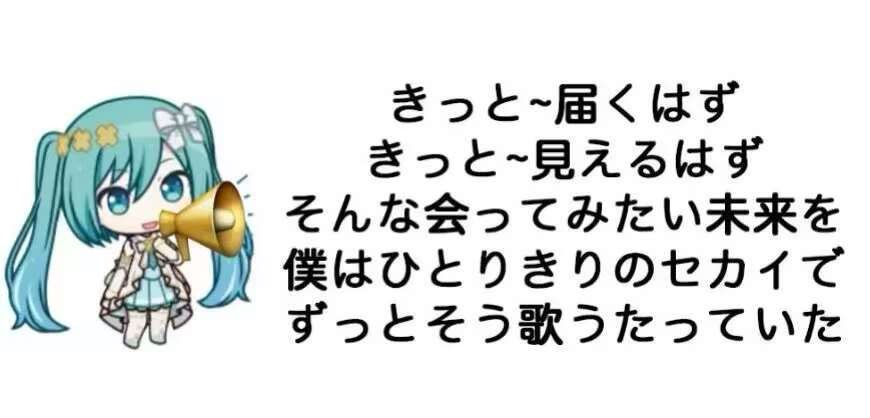 きっと~届くはず
きっと~見えるはず
そんな会ってみたい未来を
僕はひとりきりのセカイで
ずっとそう歌うたっていた